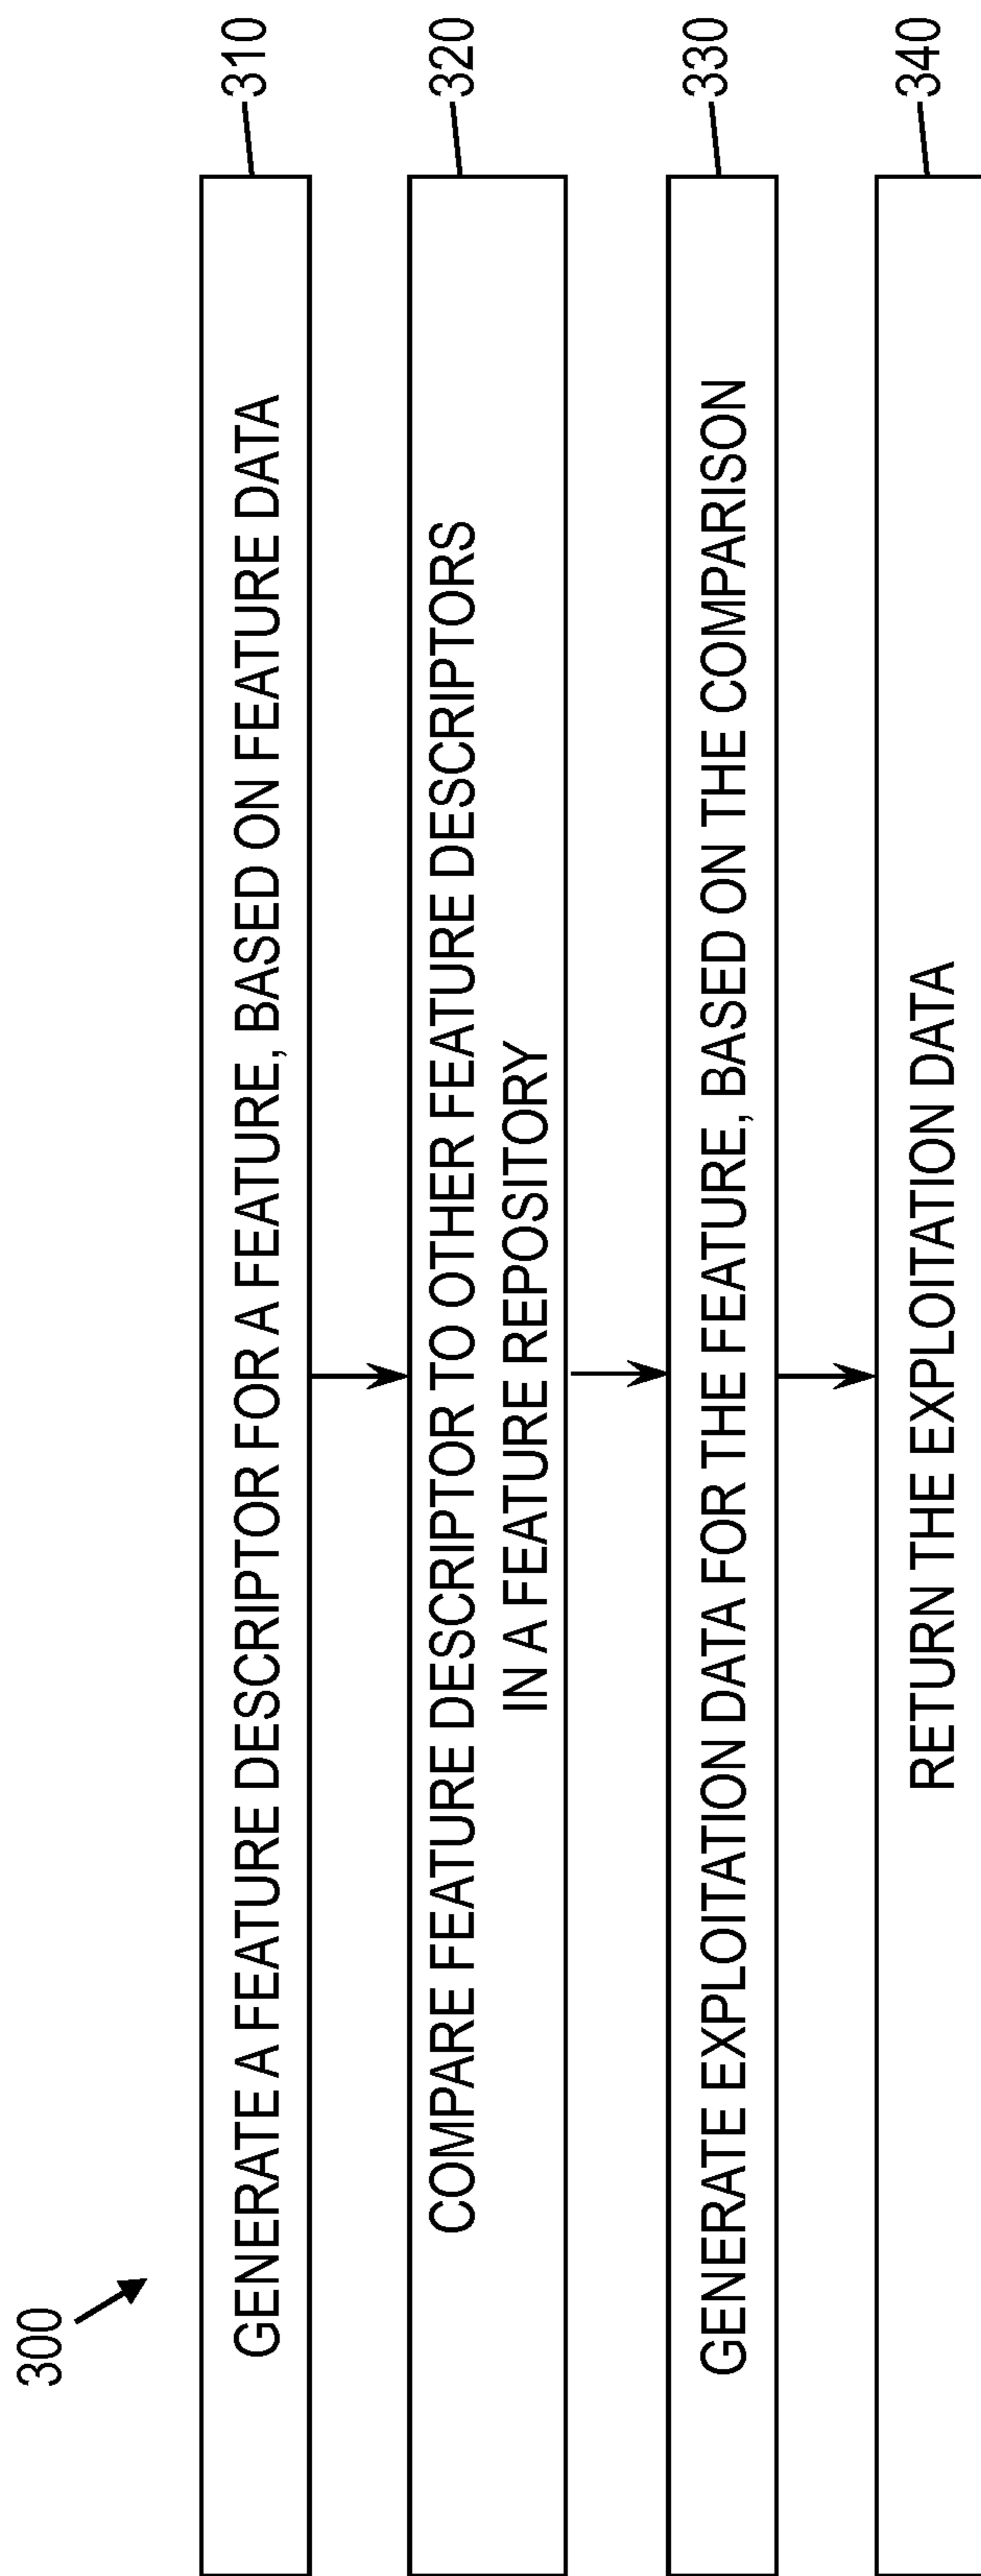 300
GENERATE A FEATURE DESCRIPTOR FOR A FEATURE, BASED ON FEATURE DATA
310
COMPARE FEATURE DESCRIPTOR TO OTHER FEATURE DESCRIPTORS
IN A FEATURE REPOSITORY
320
GENERATE EXPLOITATION DATA FOR THE FEATURE, BASED ON THE COMPARISON
330
RETURN THE EXPLOITATION DATA
340